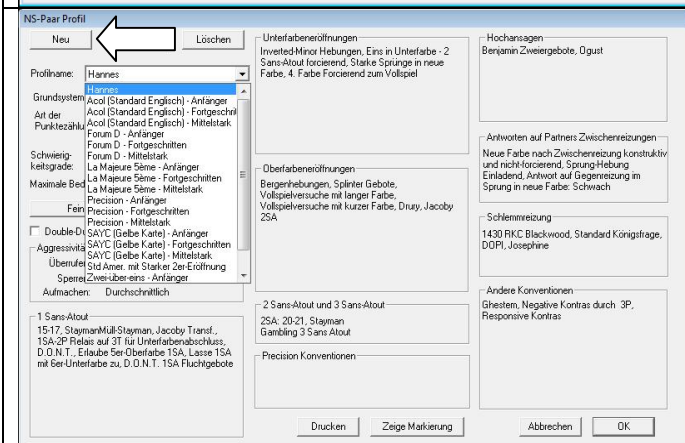 NS-Paar Profil
Neu
Löschen
Profilname:
Hannes
Grundsystem
Art der
Punktezählu
Schwierig-
keitsgrade:
Maximale Bed
Fein
Double-Du
Aggressivitä
Überrufe
Sperre
Aufmachen: Durchschnittlich
Hannes
Acol (Standard Englisch) - Anfänger
Acol (Standard Englisch) - Fortgeschrit
Acol (Standard Englisch) - Mittelstark
Forum D - Anfänger
Forum D - Fortgeschritten
Forum D - Mittelstark
La Majeure 5ème - Anfänger
La Majeure 5ème - Fortgeschritten
La Majeure 5ème - Mittelstark
Precision - Anfänger
Precision - Fortgeschritten
Precision - Mittelstark
SAYC (Gelbe Karte) - Anfänger
SAYC (Gelbe Karte) - Fortgeschritten
SAYC (Gelbe Karte) - Mittelstark
Std Amer. mit Starker 2er-Eröffnung
Zwei-über-eins - Anfänger
1 Sans-Atout
15-17, StaymanMüll-Stayman, Jacoby Transf.,
1SA-2P Relais auf 3T für Unterfarbenabschluss,
D.O.N.T., Erlaube 5er-Oberfarbe 1SA, Lasse 1SA
mit 6er-Unterfarbe zu, D.O.N.T. 1SA Fluchtgebote
Unterfarbeneröffnungen
Inverted-Minor Hebungen, Eins in Unterfarbe - 2
Sans-Atout forcierend, Starke Sprünge in neue
Farbe, 4. Farbe Forcierend zum Vollspiel
Oberfarbeneröffnungen
Bergenhebungen, Splinter Gebote,
Vollspielversuche mit langer Farbe,
Vollspielversuche mit kurzer Farbe, Drury, Jacoby
2SA
2 Sans-Atout und 3 Sans-Atout
2SA: 20-21, Stayman
Gambling 3 Sans Atout
Precision Konventionen
Hochansagen
Benjamin Zweiergebote, Ogust
Antworten auf Partners Zwischenreizungen
Neue Farbe nach Zwischenreizung konstruktiv
und nicht-forcierend, Sprung-Hebung
Einladend, Antwort auf Gegenreizung im
Sprung in neue Farbe: Schwach
Schlemmreizung
1430 RKC Blackwood, Standard Königsfrage,
DOPI, Josephine
Andere Konventionen
Ghestem, Negative Kontras durch 3P,
Responsive Kontras
Drucken
Zeige Markierung
Abbrechen
OK